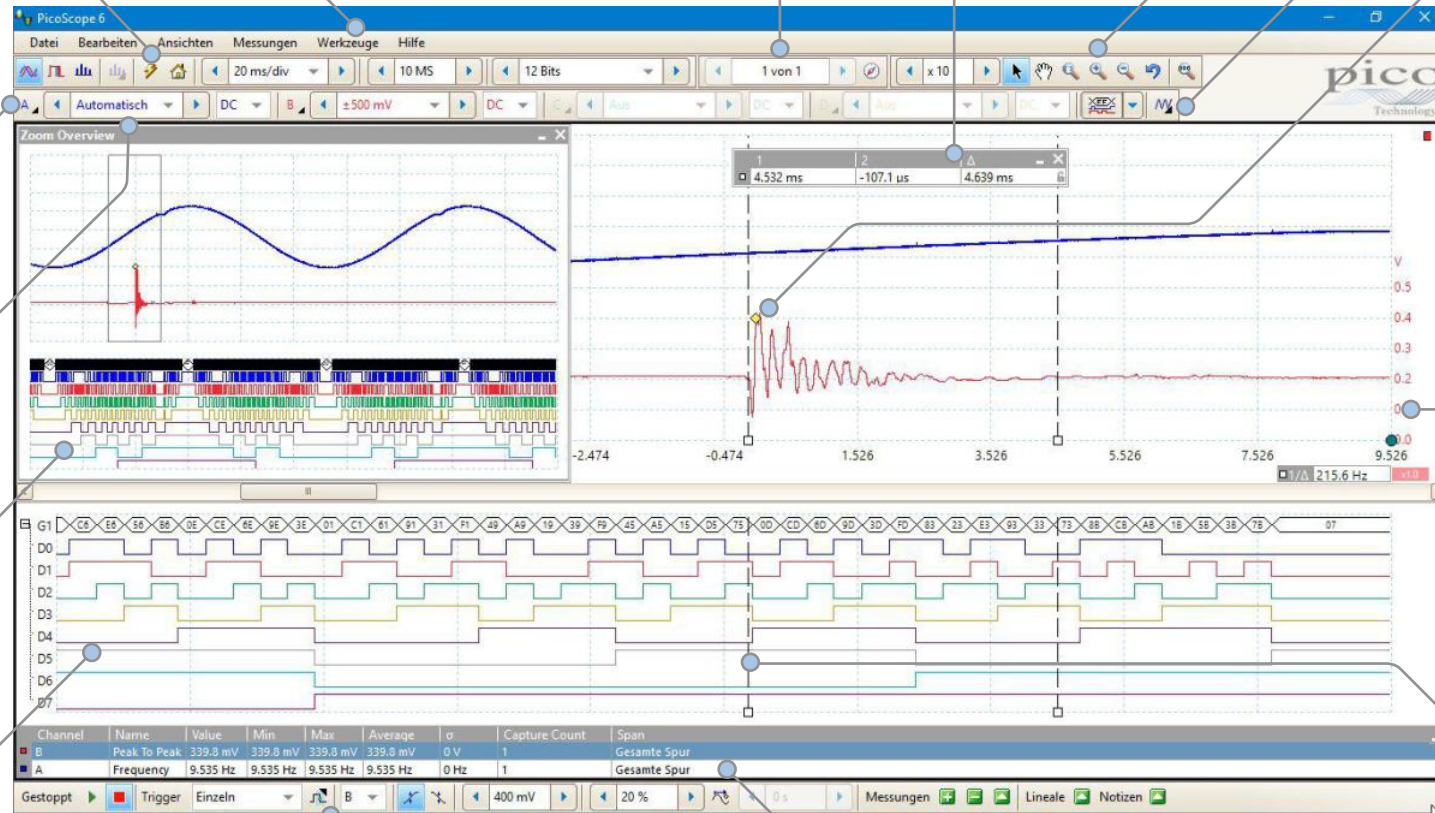 PicoScope 6
Datei Bearbeiten Ansichten Messungen Werkzeuge Hilfe
20 ms/div 10 MS 12 Bits 1 von 1 x 10
A Automatisch DC B ±500 mV DC C Aus DC D Aus DC
pico
Technology
Zoom Overview
1 2 Δ
4.532 ms -107.1 µs 4.639 ms
V
0.5
0.4
0.3
0.2
0.0
-2.474 -0.474 1.526 3.526 5.526 7.526 9.526
1/Δ 215.6 Hz x1.0
G1 C6 E6 56 B6 0E CE 6E 9E 3E 01 C1 61 91 31 F1 49 A9 19 39 F9 45 A5 15 D5 75 0D CD 6D 9D 3D FD 83 23 E3 93 33 73 8B CB AB 1B 5B 3B 7B 07
D0
D1
D2
D3
D4
D5
D6
D7
Channel Name Value Min Max Average σ Capture Count Span
B Peak To Peak 339.8 mV 339.8 mV 339.8 mV 339.8 mV 0 V 1 Gesamte Spur
A Frequency 9.535 Hz 9.535 Hz 9.535 Hz 9.535 Hz 0 Hz 1 Gesamte Spur
Gestoppt Trigger Einzeln B 400 mV 20 % 0 s Messungen Lineale Notizen